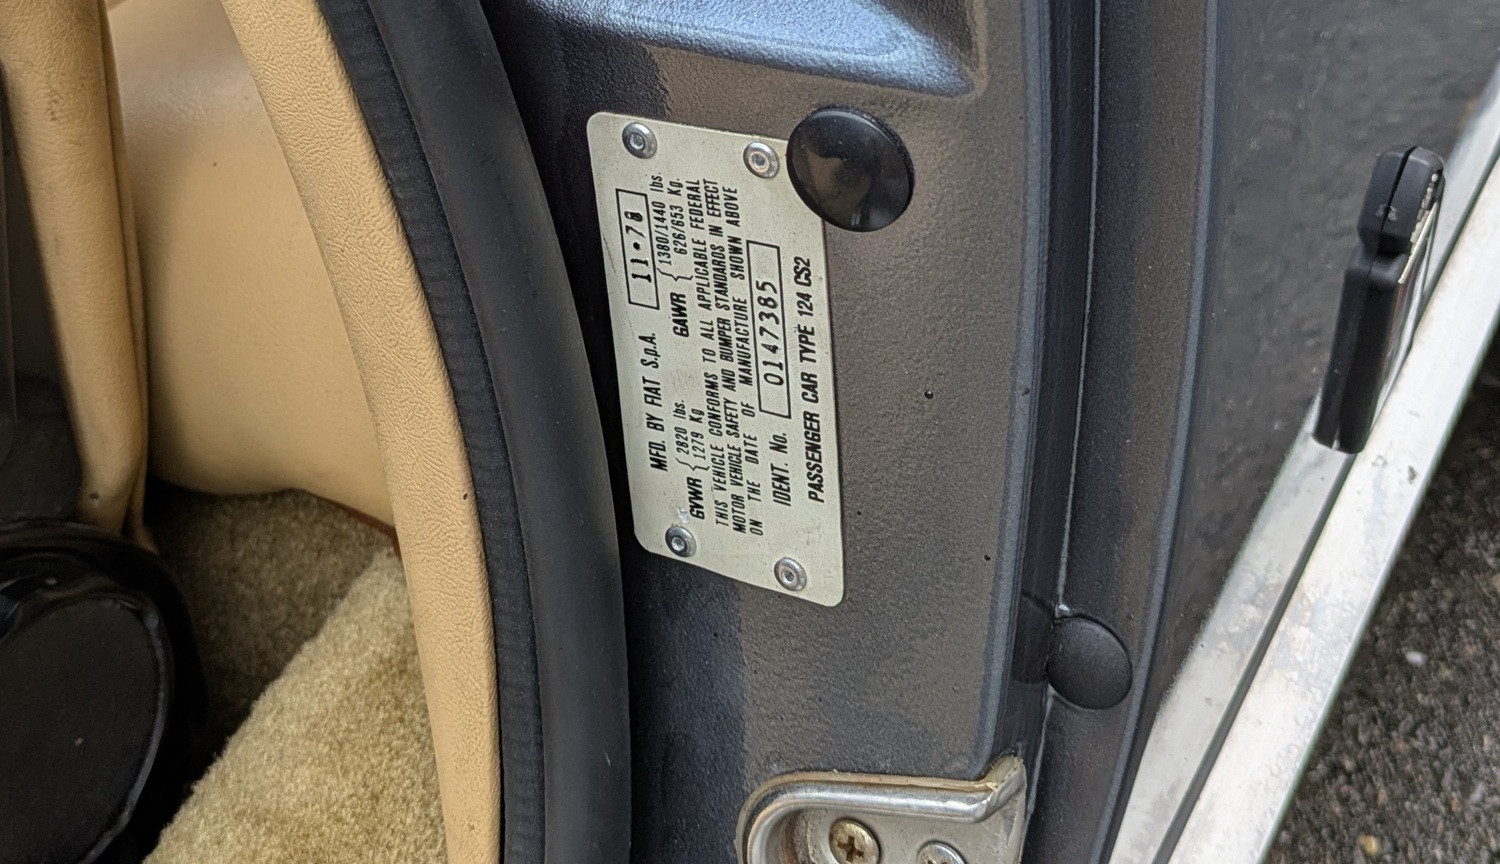 MFD. BY FIAT S.p.A. 11•78
GVWR { 2820 lbs. GAWR { 1380/1440 lbs.
1279 Kg 626/653 Kg.
THIS VEHICLE CONFORMS TO ALL APPLICABLE FEDERAL
MOTOR VEHICLE SAFETY AND BUMPER STANDARDS IN EFFECT
ON THE DATE OF MANUFACTURE SHOWN ABOVE
IDENT. No. 0147385
PASSENGER CAR TYPE 124 CS2